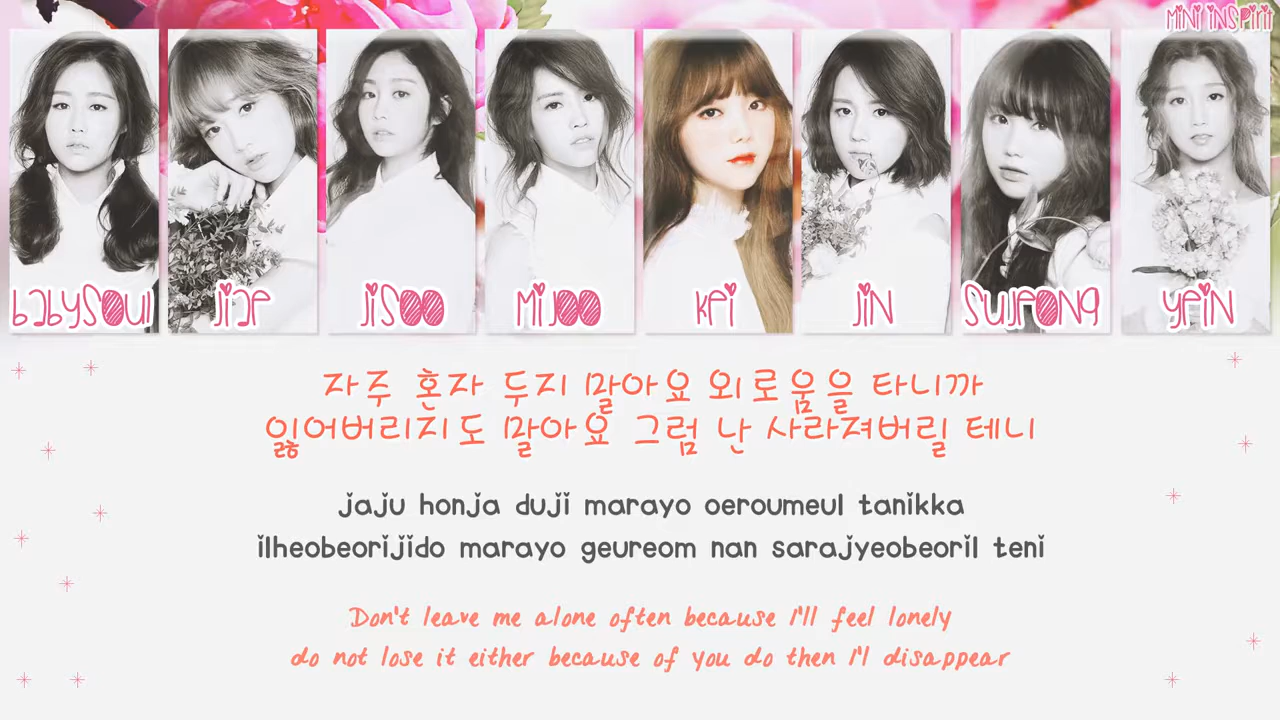 MINI INSPIRIT
babysoul
Jiae
Jisoo
Mijoo
Kei
Jin
Sujeong
Yein
자주 혼자 두지 말아요 외로움을 타니까
잃어버리지도 말아요 그럼 난 사라져버릴 테니
jaju honja duji marayo oeroumeul tanikka
ilheobeorijido marayo geureom nan sarajyeobeoril teni
Don't leave me alone often because I'll feel lonely
do not lose it either because of you do then I'll disappear